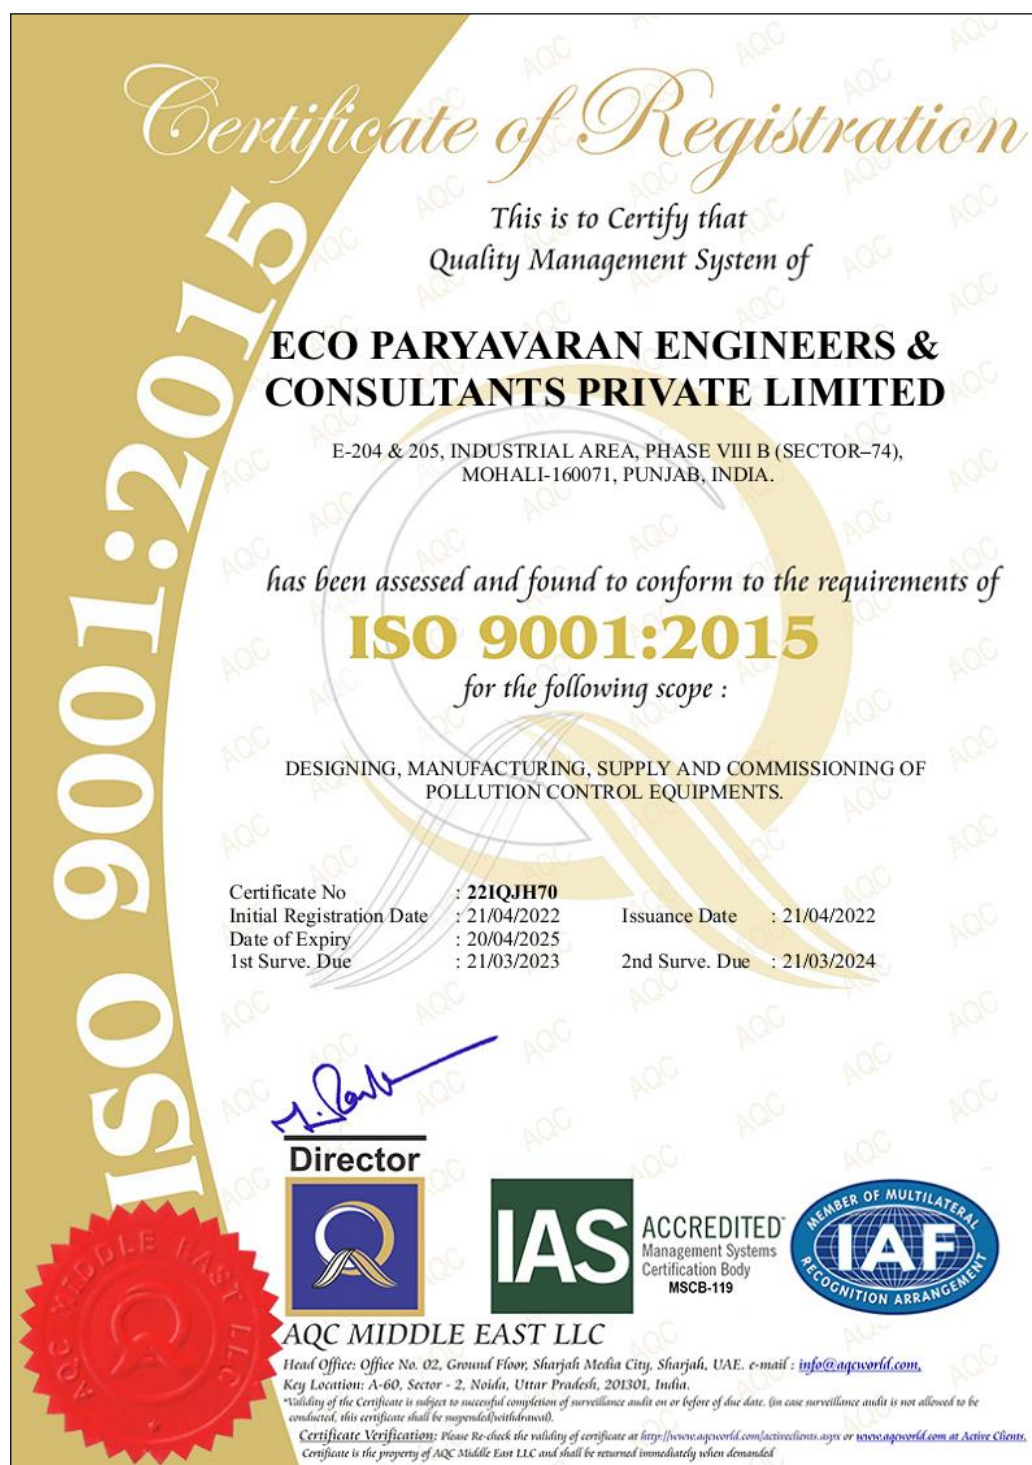 Certificate of Registration
ISO 9001:2015
This is to Certify that
Quality Management System of
ECO PARYAVARAN ENGINEERS &
CONSULTANTS PRIVATE LIMITED
E-204 & 205, INDUSTRIAL AREA, PHASE VIII B (SECTOR–74),
MOHALI-160071, PUNJAB, INDIA.
has been assessed and found to conform to the requirements of
ISO 9001:2015
for the following scope :
DESIGNING, MANUFACTURING, SUPPLY AND COMMISSIONING OF
POLLUTION CONTROL EQUIPMENTS.
Certificate No : 22IQJH70
Initial Registration Date : 21/04/2022 Issuance Date : 21/04/2022
Date of Expiry : 20/04/2025
1st Surve. Due : 21/03/2023 2nd Surve. Due : 21/03/2024
Director
IAS ACCREDITED
Management Systems
Certification Body
MSCB-119
MEMBER OF MULTILATERAL
IAF
RECOGNITION ARRANGEMENT
AQC MIDDLE EAST LLC
AQC MIDDLE EAST LLC
Head Office: Office No. 02, Ground Floor, Sharjah Media City, Sharjah, UAE. e-mail : info@aqcworld.com,
Key Location: A-60, Sector - 2, Noida, Uttar Pradesh, 201301, India.
*Validity of the Certificate is subject to successful completion of surveillance audit on or before of due date. (in case surveillance audit is not allowed to be
conducted, this certificate shall be suspended/withdrawal).
Certificate Verification: Please Re-check the validity of certificate at http://www.aqcworld.com/activeclients.aspx or www.aqcworld.com at Active Clients.
Certificate is the property of AQC Middle East LLC and shall be returned immediately when demanded